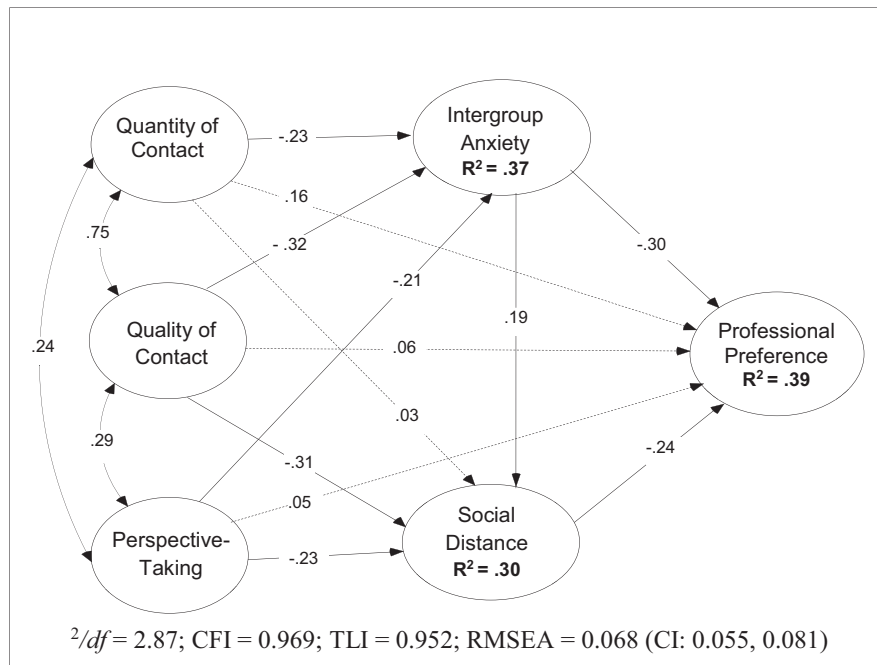 Quantity of
Contact
-.23
Intergroup
Anxiety
R² = .37
.16
.75
- .32
-.30
-.21
Quality of
Contact
.19
Professional
Preference
R² = .39
.24
.06
.03
.29
-.31
-.24
.05
Perspective-
Taking
-.23
Social
Distance
R² = .30
²/df = 2.87; CFI = 0.969; TLI = 0.952; RMSEA = 0.068 (CI: 0.055, 0.081)